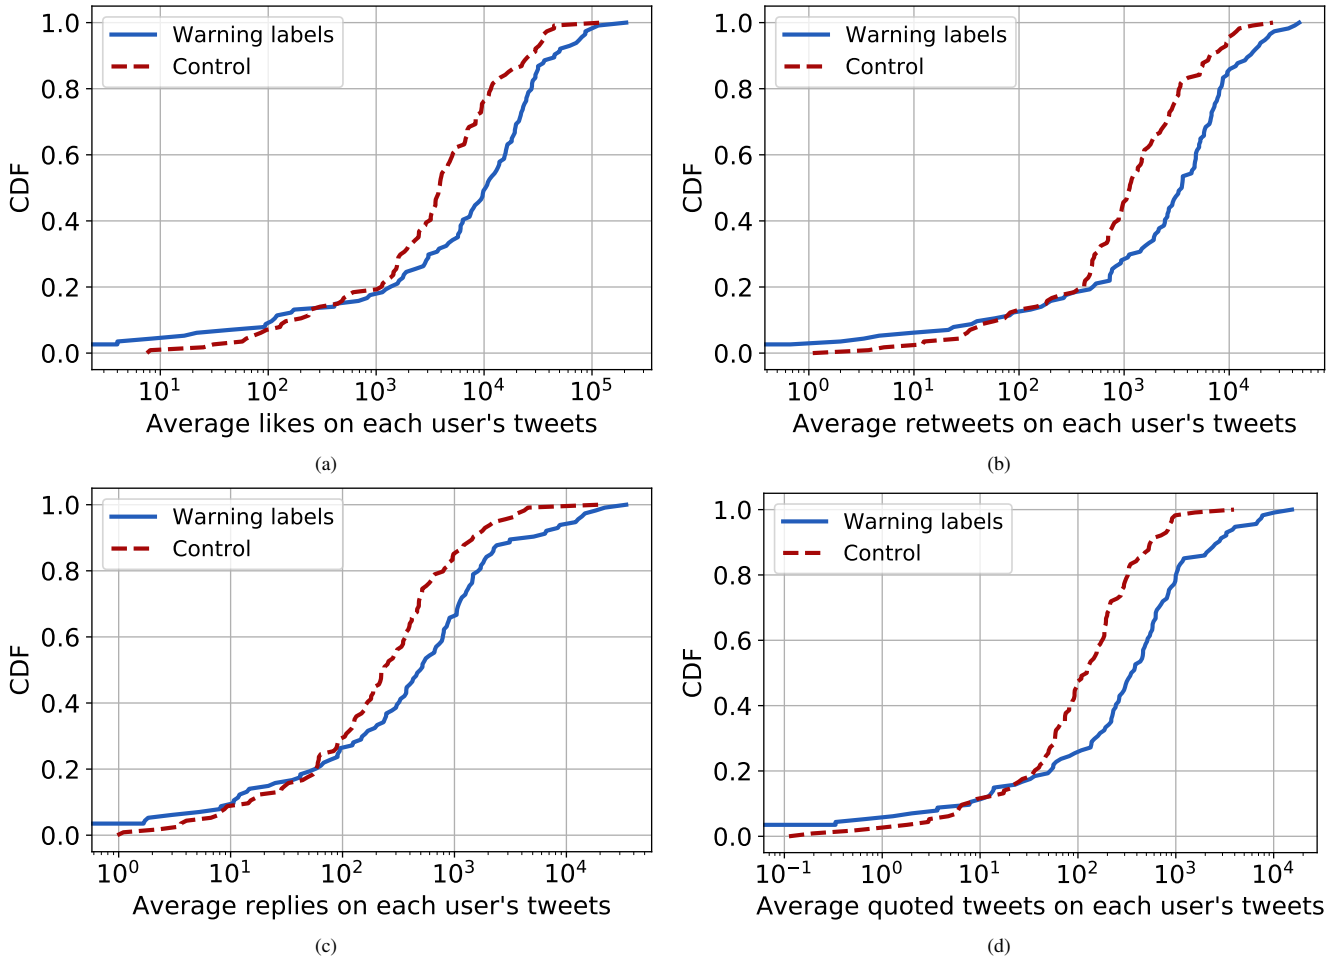 1.0
0.8
0.6
0.4
0.2
0.0
CDF
Warning labels
Control
10¹ 10² 10³ 10⁴ 10⁵
Average likes on each user's tweets
(a)
1.0
0.8
0.6
0.4
0.2
0.0
CDF
Warning labels
Control
10⁰ 10¹ 10² 10³ 10⁴
Average retweets on each user's tweets
(b)
1.0
0.8
0.6
0.4
0.2
0.0
CDF
Warning labels
Control
10⁰ 10¹ 10² 10³ 10⁴
Average replies on each user's tweets
(c)
1.0
0.8
0.6
0.4
0.2
0.0
CDF
Warning labels
Control
10⁻¹ 10⁰ 10¹ 10² 10³ 10⁴
Average quoted tweets on each user's tweets
(d)